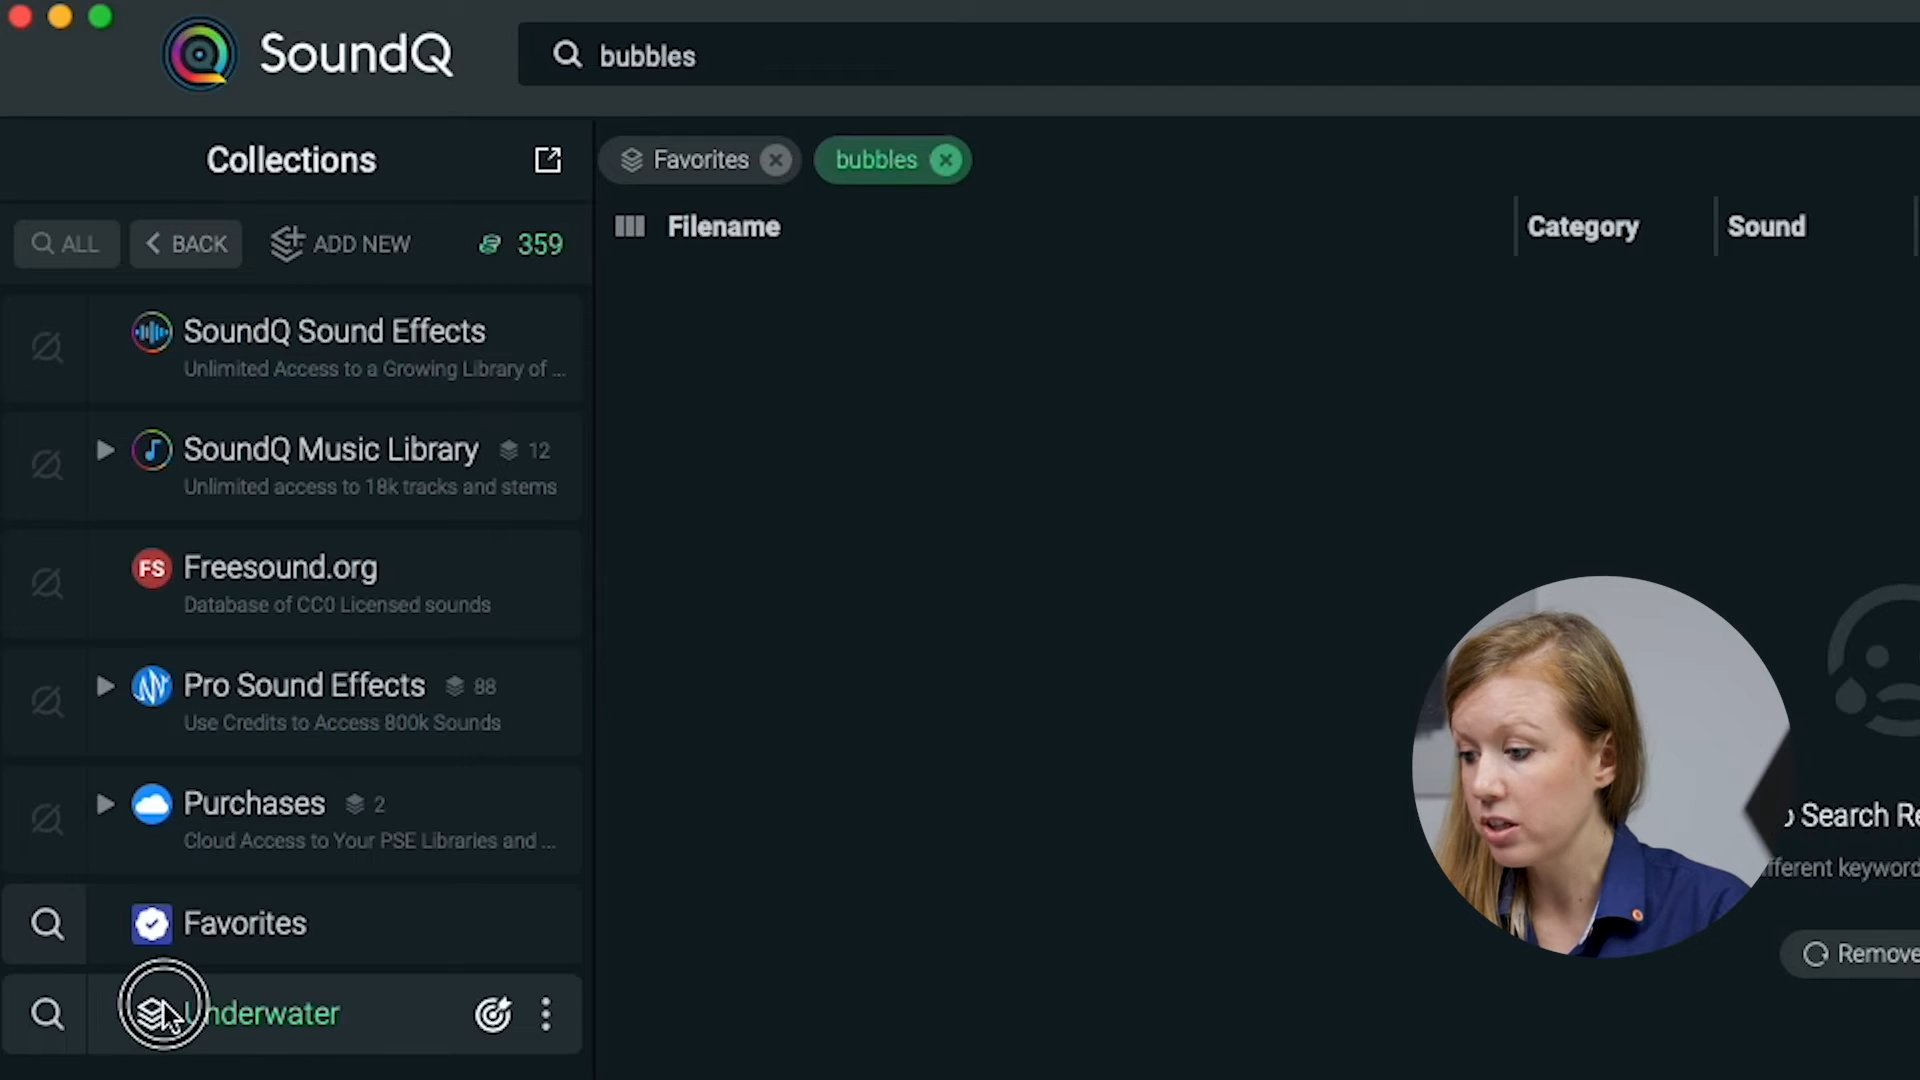 SoundQ
bubbles
Collections
Favorites
bubbles
ALL
BACK
ADD NEW
359
Filename
Category
Sound
SoundQ Sound Effects
Unlimited Access to a Growing Library of ...
SoundQ Music Library
12
Unlimited access to 18k tracks and stems
FS
Freesound.org
Database of CC0 Licensed sounds
Pro Sound Effects
88
Use Credits to Access 800k Sounds
Purchases
2
Cloud Access to Your PSE Libraries and ...
Search Re
fferent keyword
Favorites
Remove
Underwater